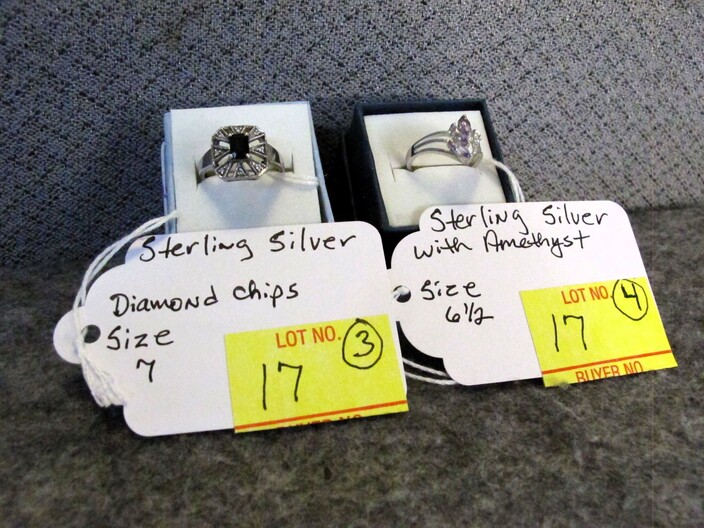 Sterling Silver
Diamond chips
Size
7
LOT NO. 3
17
Sterling Silver
with Amethyst
Size
6 1/2
LOT NO. 4
17
BUYER NO.